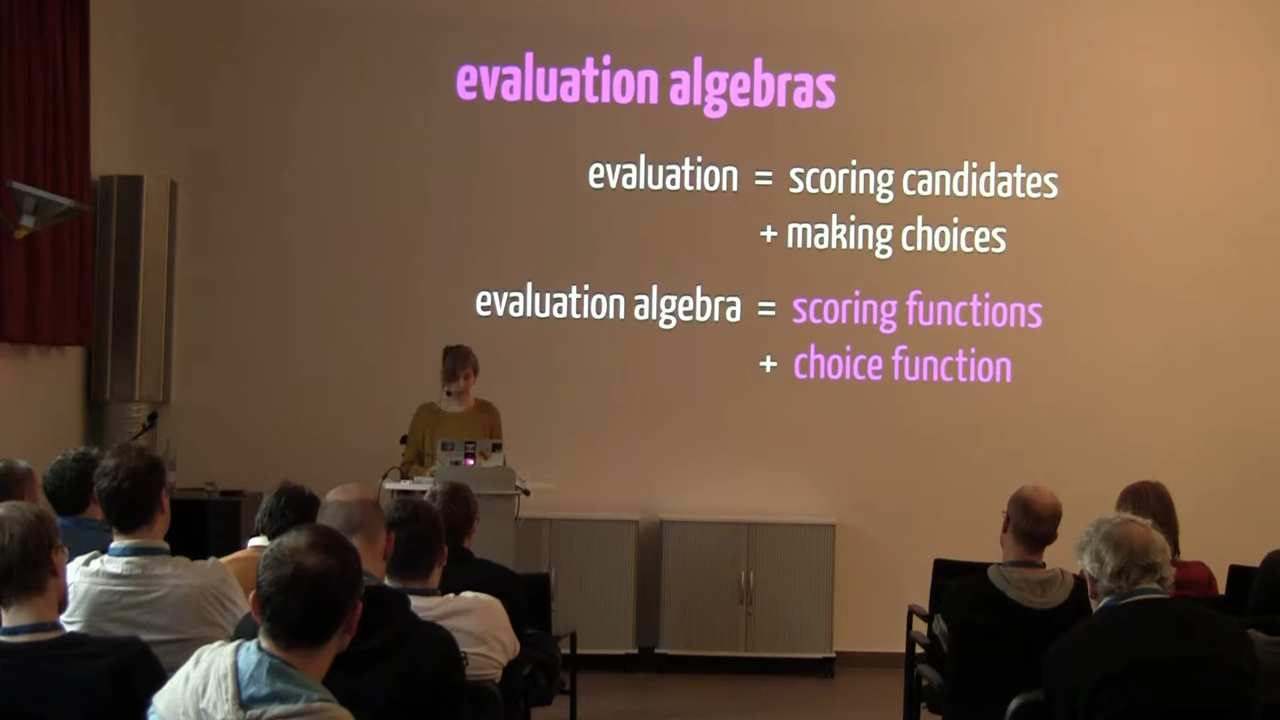 evaluation algebras
evaluation = scoring candidates
+ making choices
evaluation algebra = scoring functions
+ choice function